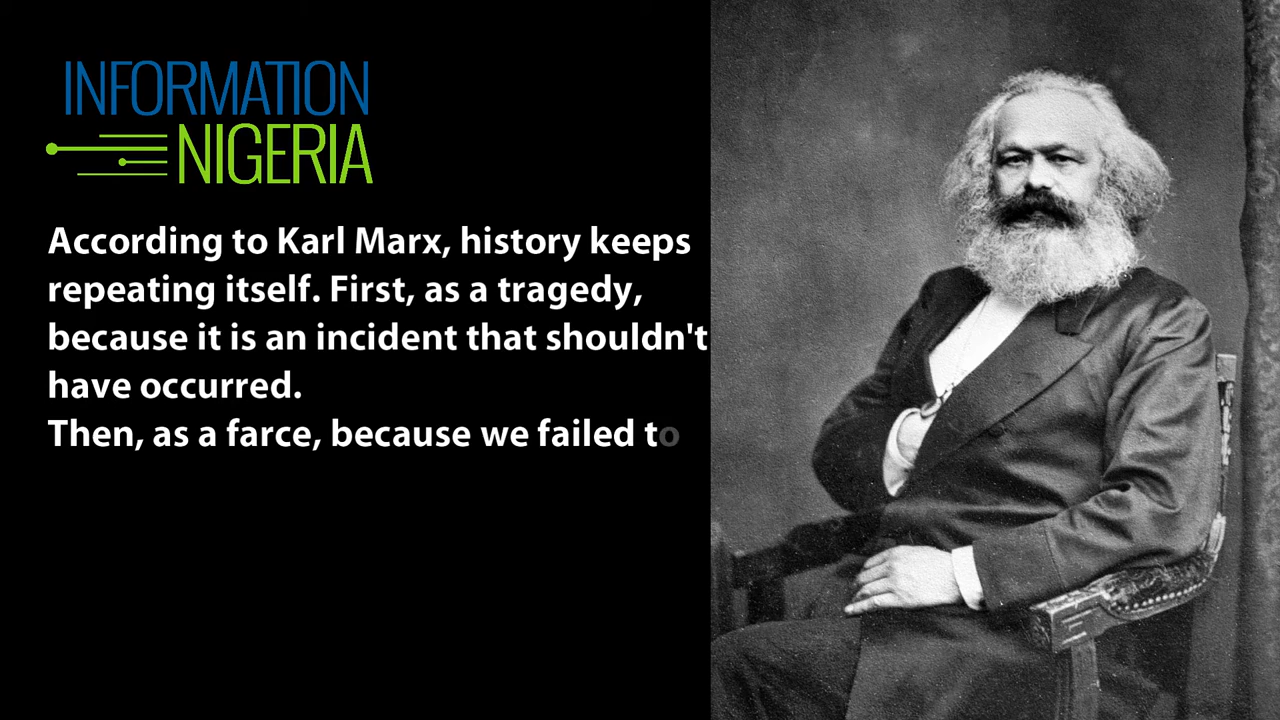 INFORMATION
NIGERIA
According to Karl Marx, history keeps
repeating itself. First, as a tragedy,
because it is an incident that shouldn't
have occurred.
Then, as a farce, because we failed to